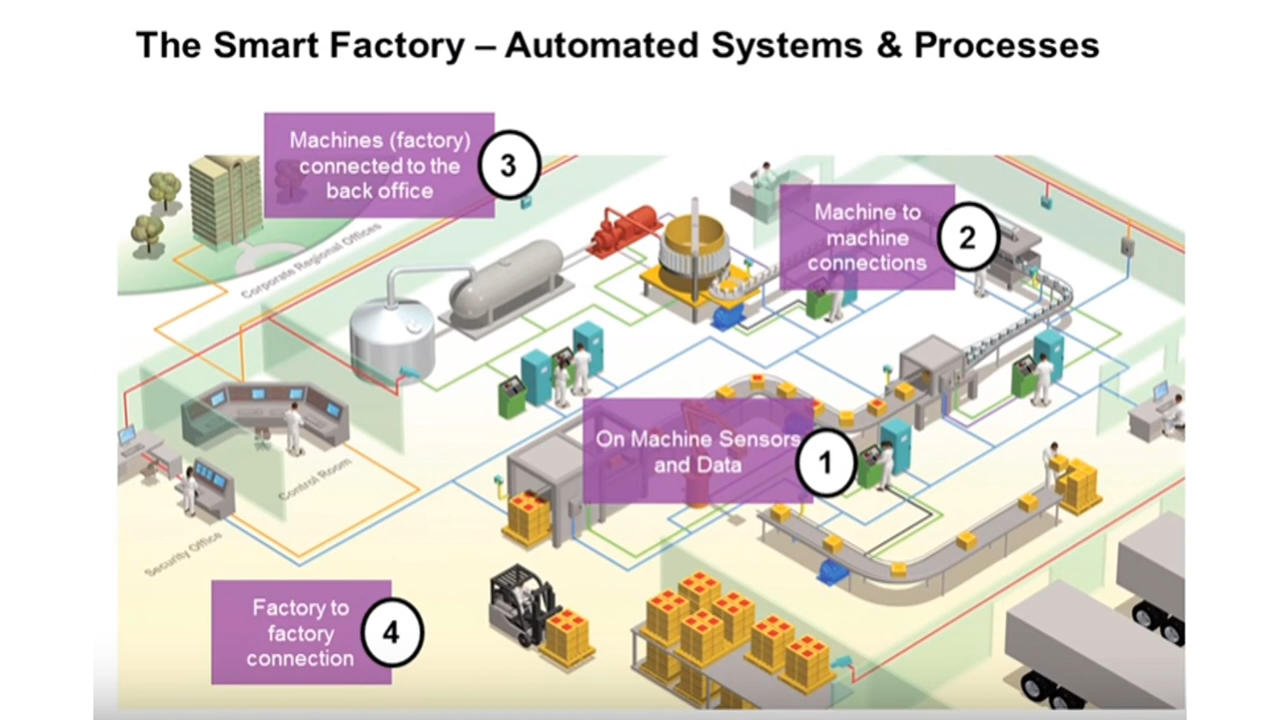 The Smart Factory – Automated Systems & Processes
Machines (factory)
connected to the
back office
3
Machine to
machine
connections
2
Corporate Regional Offices
On Machine Sensors
and Data
1
Control Room
Security Office
Factory to
factory
connection
4